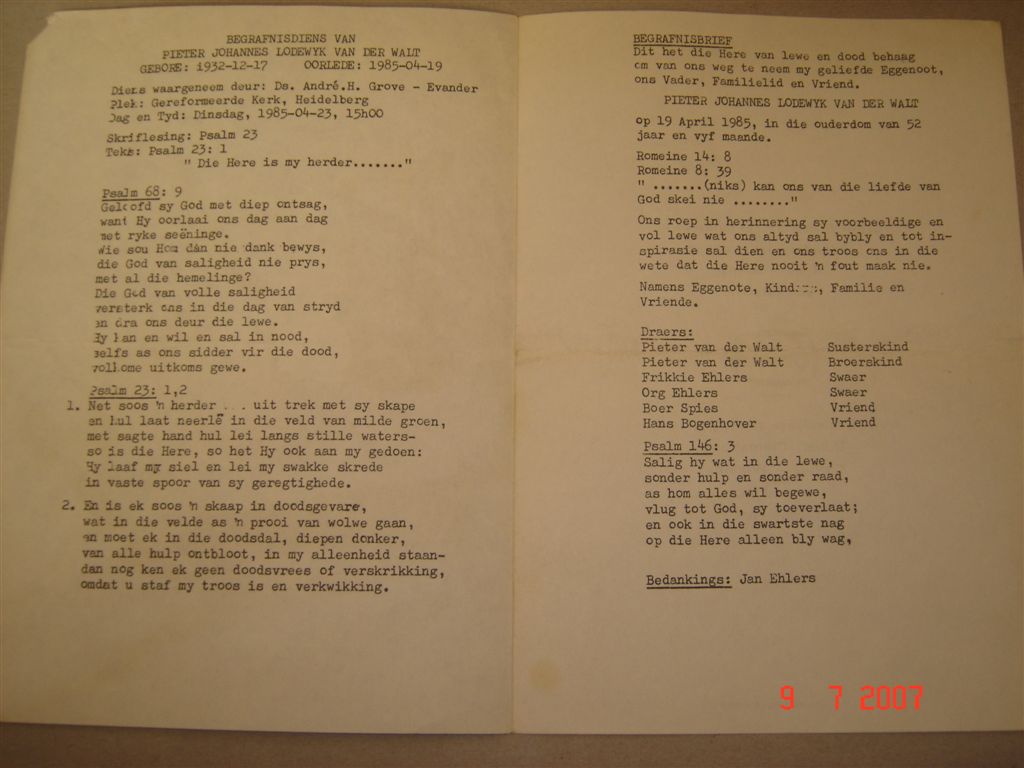 BEGRAFNISDIENS VAN
PIETER JOHANNES LODEWYK VAN DER WALT
GEBORE: 1932-12-17 OORLEDE: 1985-04-19
Diens waargeneem deur: Ds. André.H. Grove - Evander
Plek: Gereformeerde Kerk, Heidelberg
Dag en Tyd: Dinsdag, 1985-04-23, 15h00
Skriflesing: Psalm 23
Teks: Psalm 23: 1
" Die Here is my herder......."
Psalm 68: 9
Geloofd sy God met diep ontsag,
want Hy oorlaai ons dag aan dag
met ryke seëninge.
Wie sou Hom dan nie dank bewys,
die God van saligheid nie prys,
met al die hemelinge?
Die God van volle saligheid
versterk ons in die dag van stryd
en dra ons deur die lewe.
Hy kan en wil en sal in nood,
selfs as ons sidder vir die dood,
volkome uitkoms gewe.
Psalm 23: 1,2
1. Net soos 'n herder ... uit trek met sy skape
en hul laat neerlê in die veld van milde groen,
met sagte hand hul lei langs stille waters-
so is die Here, so het Hy ook aan my gedoen:
Hy laaf my siel en lei my swakke skrede
in vaste spoor van sy geregtighede.
2. En is ek soos 'n skaap in doodsgevare,
wat in die velde as 'n prooi van wolwe gaan,
en moet ek in die doodsdal, diepen donker,
van alle hulp ontbloot, in my alleenheid staan-
dan nog ken ek geen doodsvrees of verskrikking,
omdat u staf my troos is en verkwikking.
BEGRAFNISBRIEF
Dit het die Here van lewe en dood behaag
om van ons weg te neem my geliefde Eggenoot,
ons Vader, Familielid en Vriend.
PIETER JOHANNES LODEWYK VAN DER WALT
op 19 April 1985, in die ouderdom van 52
jaar en vyf maande.
Romeine 14: 8
Romeine 8: 39
" .......(niks) kan ons van die liefde van
God skei nie ........"
Ons roep in herinnering sy voorbeeldige en
vol lewe wat ons altyd sal bybly en tot in-
spirasie sal dien en ons troos ons in die
wete dat die Here nooit 'n fout maak nie.
Namens Eggenote, Kinders, Familie en
Vriende.
Draers:
Pieter van der Walt Susterskind
Pieter van der Walt Broerskind
Frikkie Ehlers Swaer
Org Ehlers Swaer
Boer Spies Vriend
Hans Bogenhover Vriend
Psalm 146: 3
Salig hy wat in die lewe,
sonder hulp en sonder raad,
as hom alles wil begewe,
vlug tot God, sy toeverlaat;
en ook in die swartste nag
op die Here alleen bly wag,
Bedankings: Jan Ehlers
9 7 2007